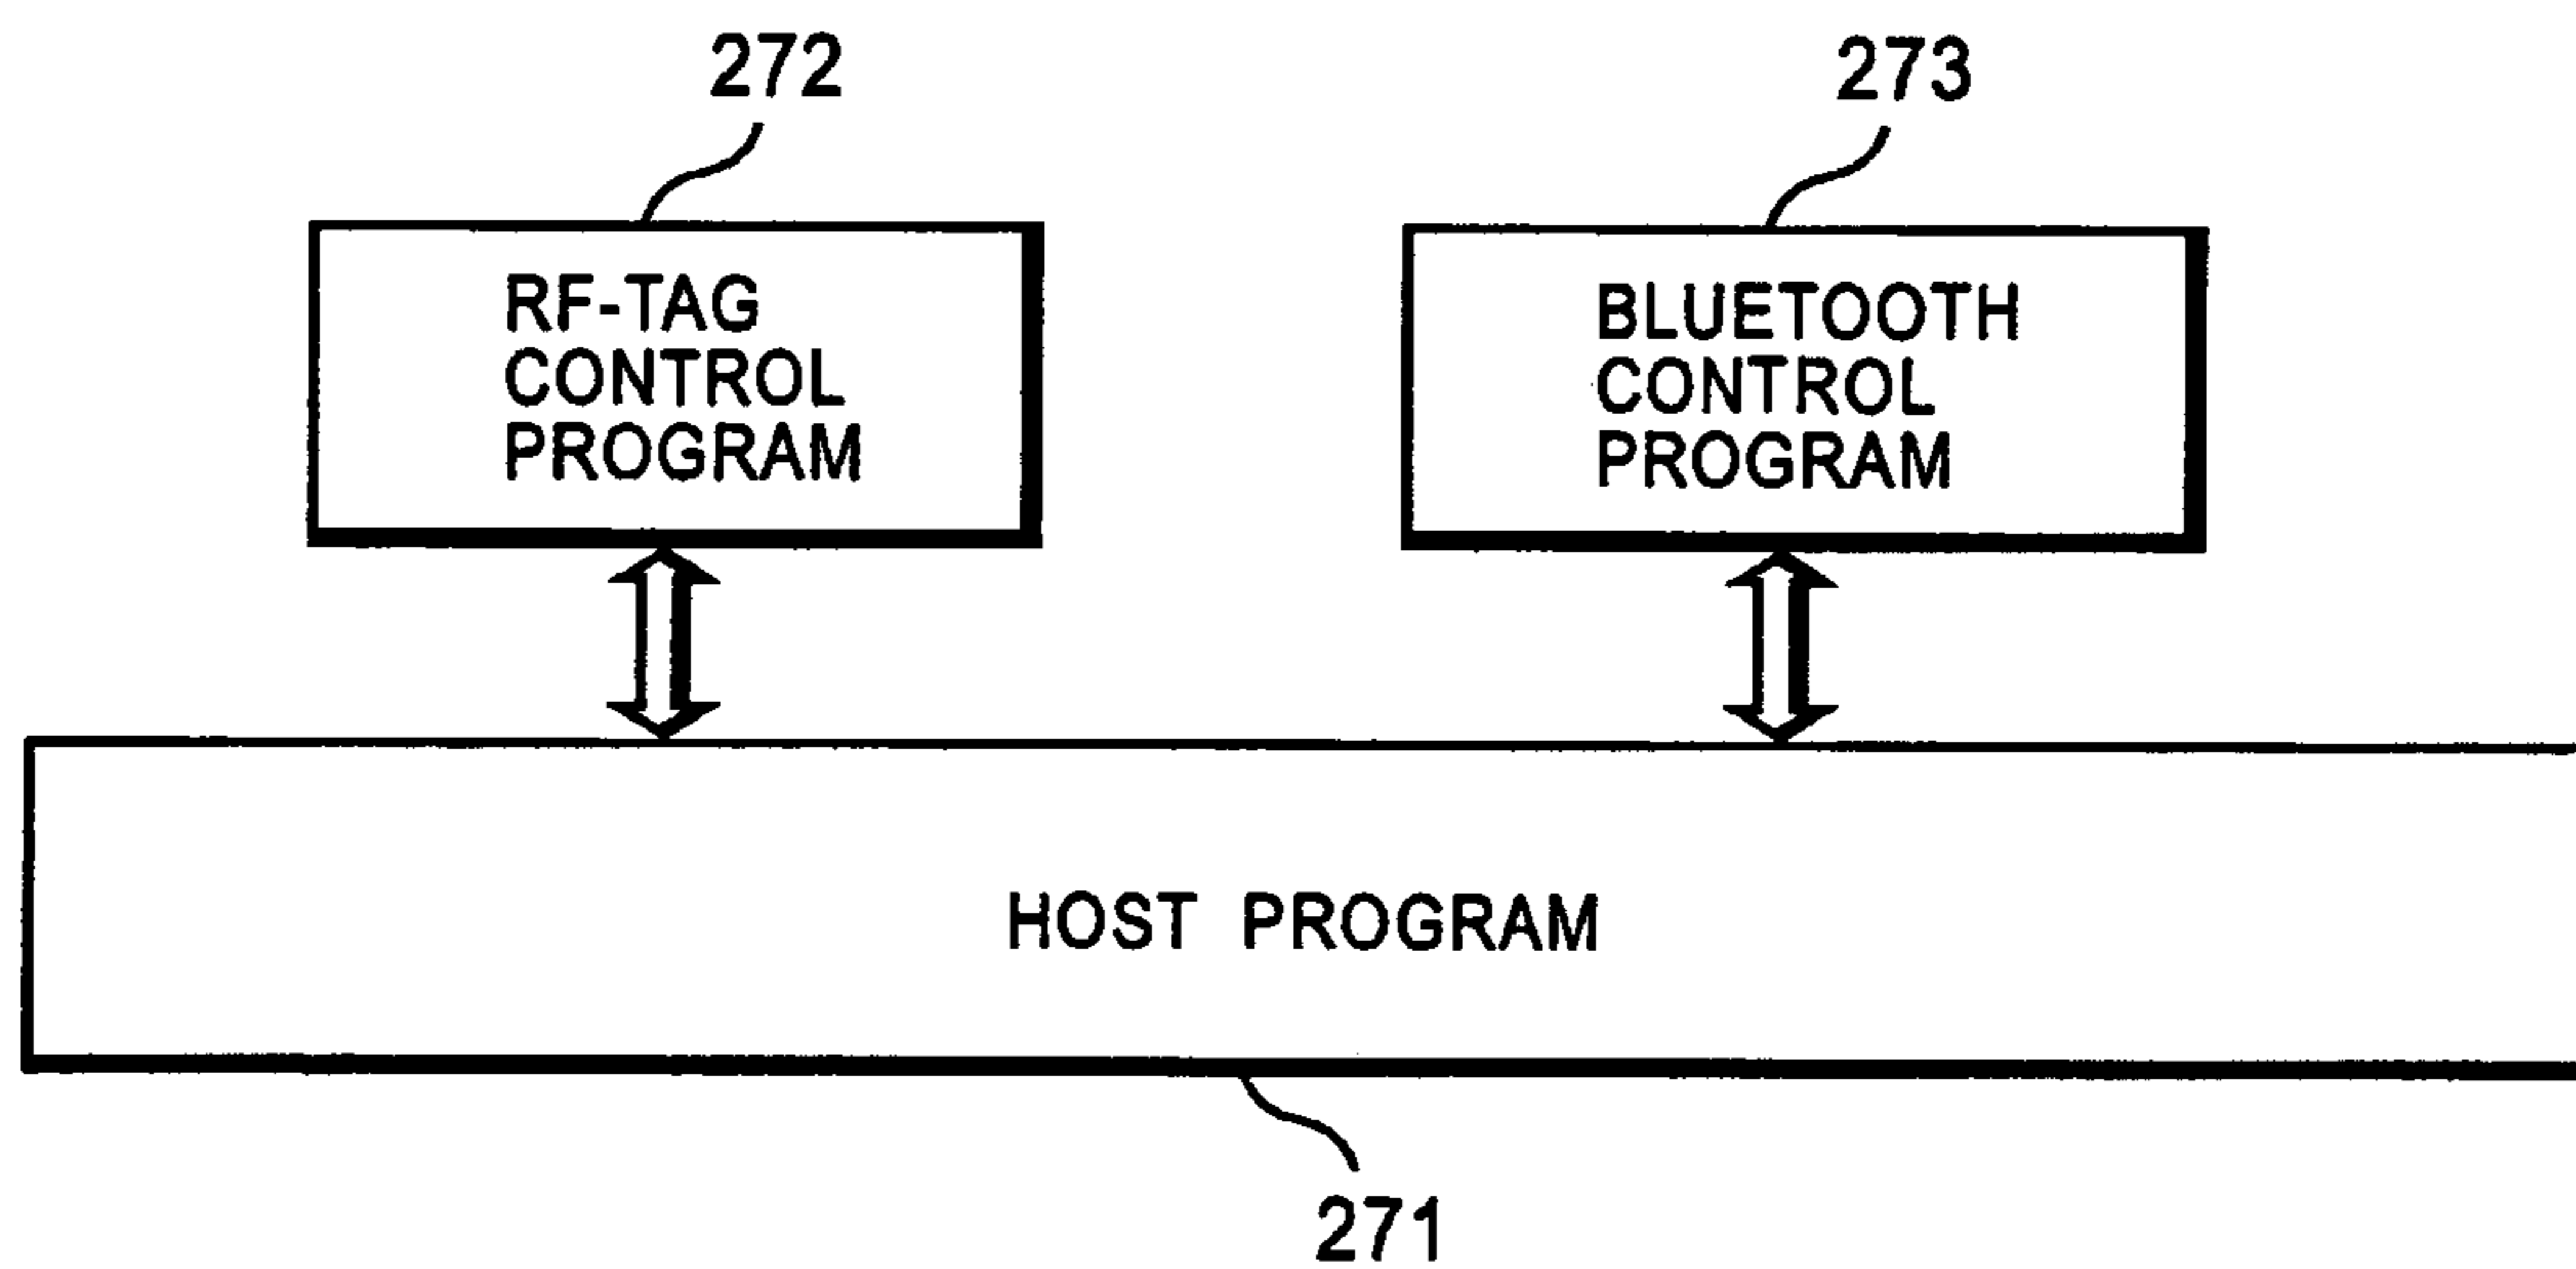 272
273
RF-TAG
CONTROL
PROGRAM
BLUETOOTH
CONTROL
PROGRAM
HOST PROGRAM
271